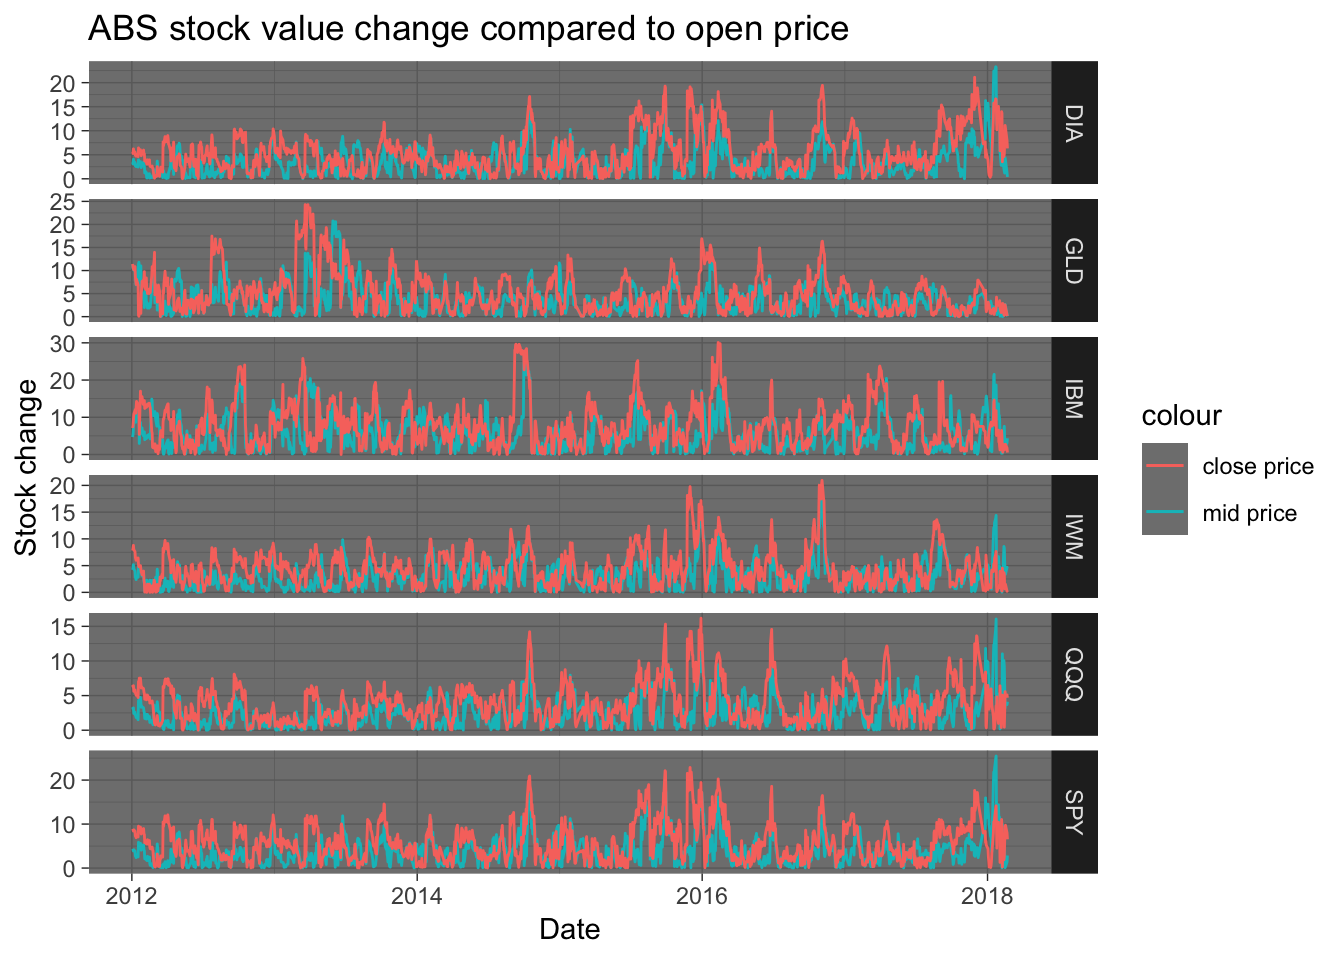 ABS stock value change compared to open price
Stock change
20
15
10
5
0
DIA
25
20
15
10
5
0
GLD
30
20
10
0
IBM
20
15
10
5
0
IWM
15
10
5
0
QQQ
20
10
0
SPY
2012
2014
2016
2018
Date
colour
close price
mid price